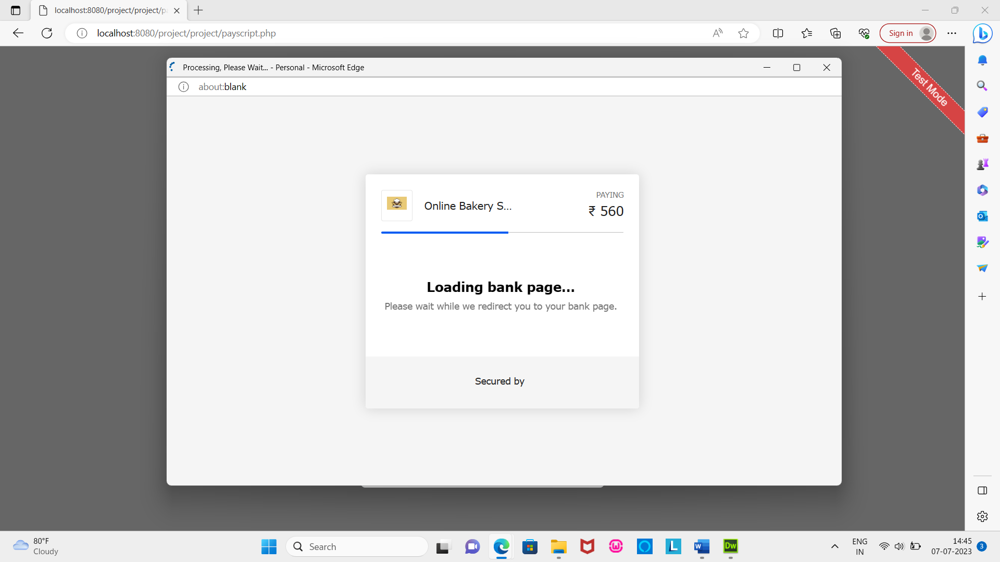 localhost:8080/project/project/pa
localhost:8080/project/project/payscript.php
Sign in
Test Mode
Processing, Please Wait... - Personal - Microsoft Edge
about:blank
Online Bakery S...
PAYING
₹ 560
Loading bank page...
Please wait while we redirect you to your bank page.
Secured by
80°F
Cloudy
Search
W
Dw
L
ENG
IN
14:45
07-07-2023
3